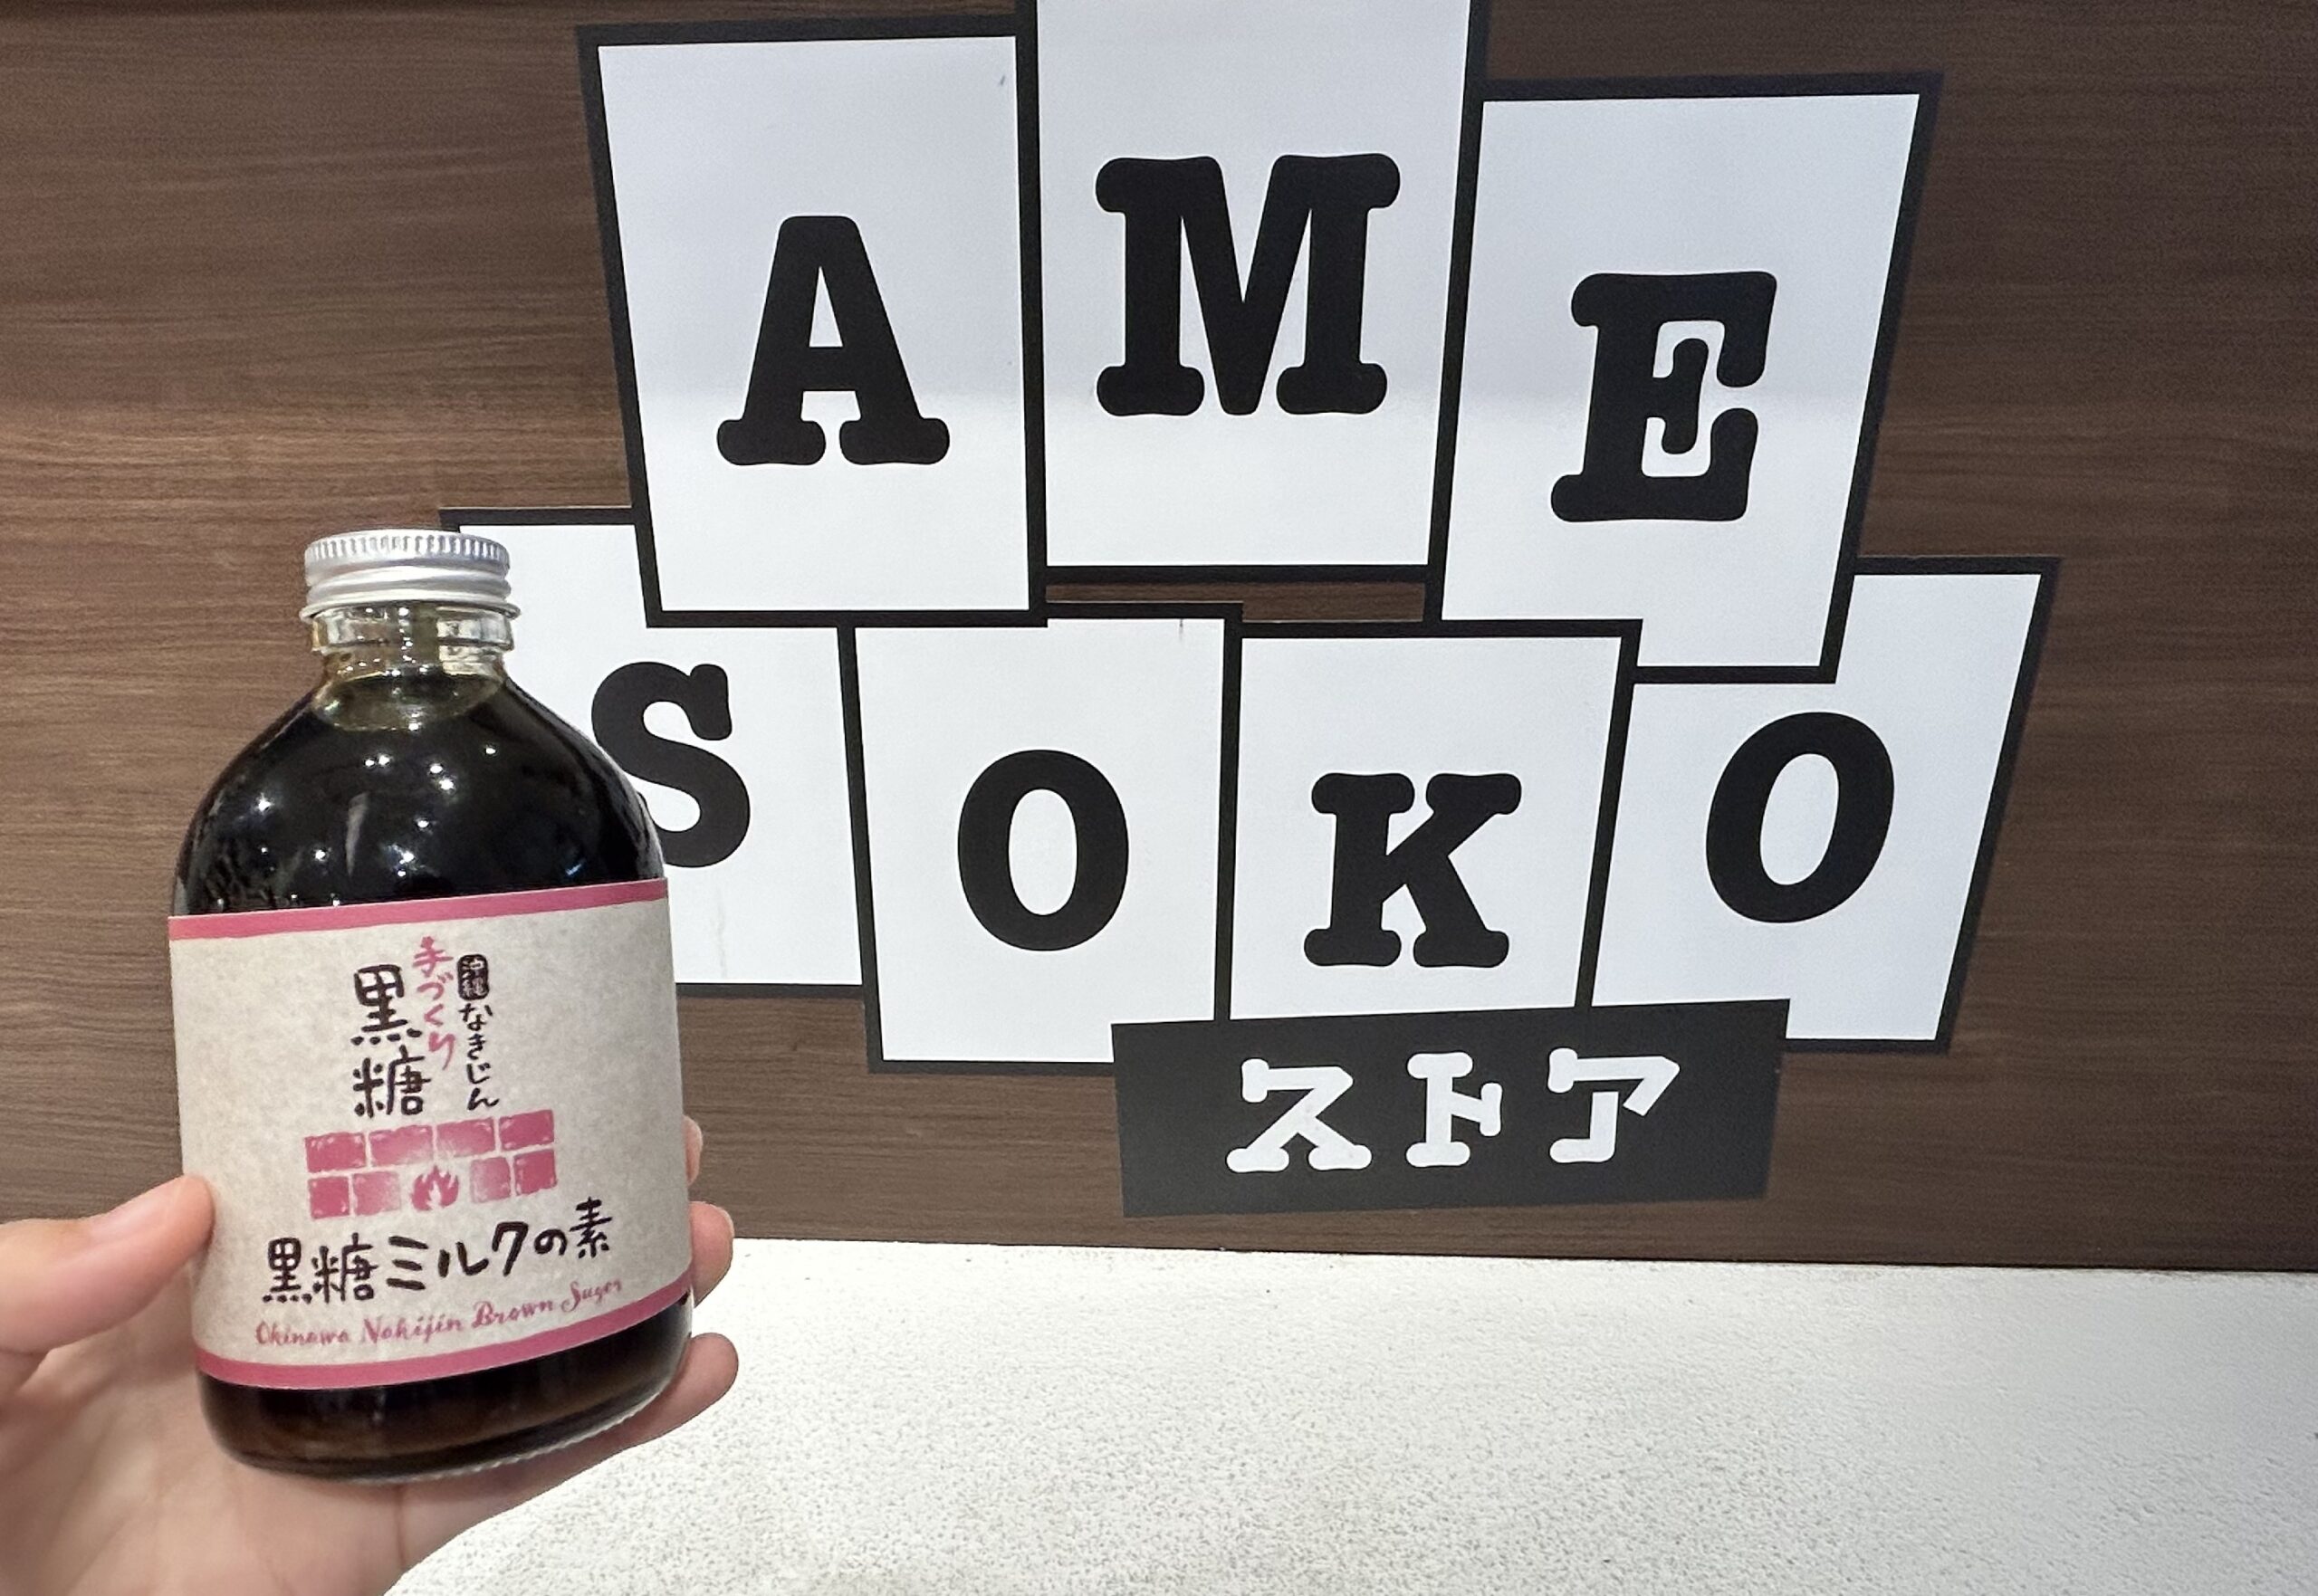 AME
SOKO
ストア
沖縄なきじん
手づくり
黒糖
黒糖ミルクの素
Okinawa Nakijin Brown Suger